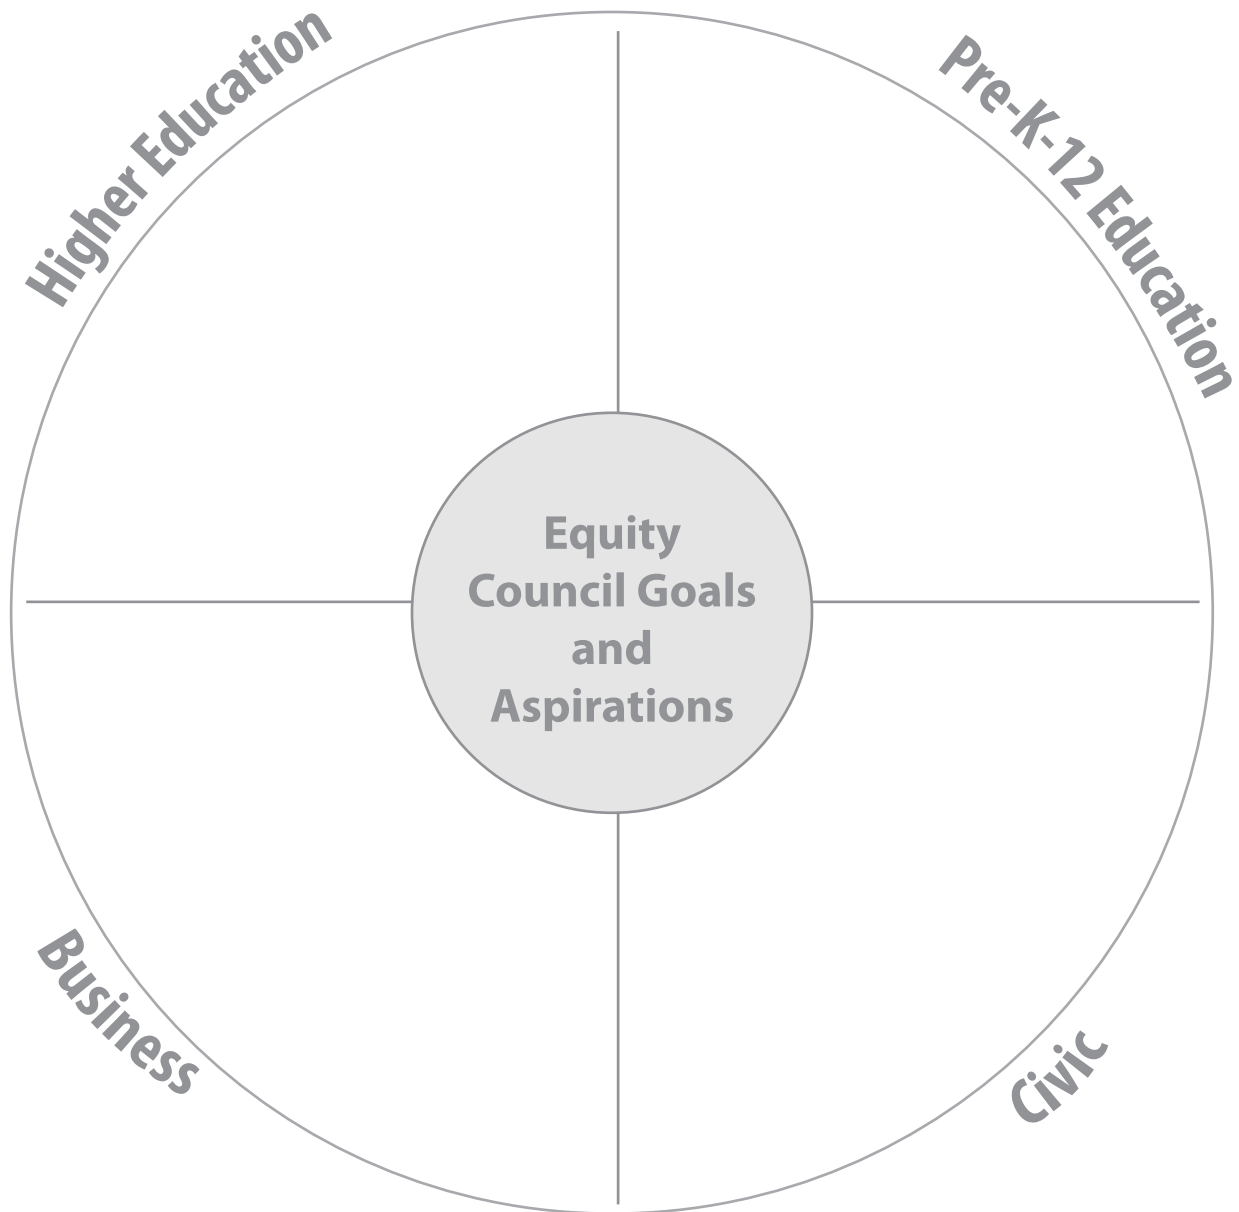 Higher Education
Pre-K-12 Education
Equity
Council Goals
and
Aspirations
Business
Civic